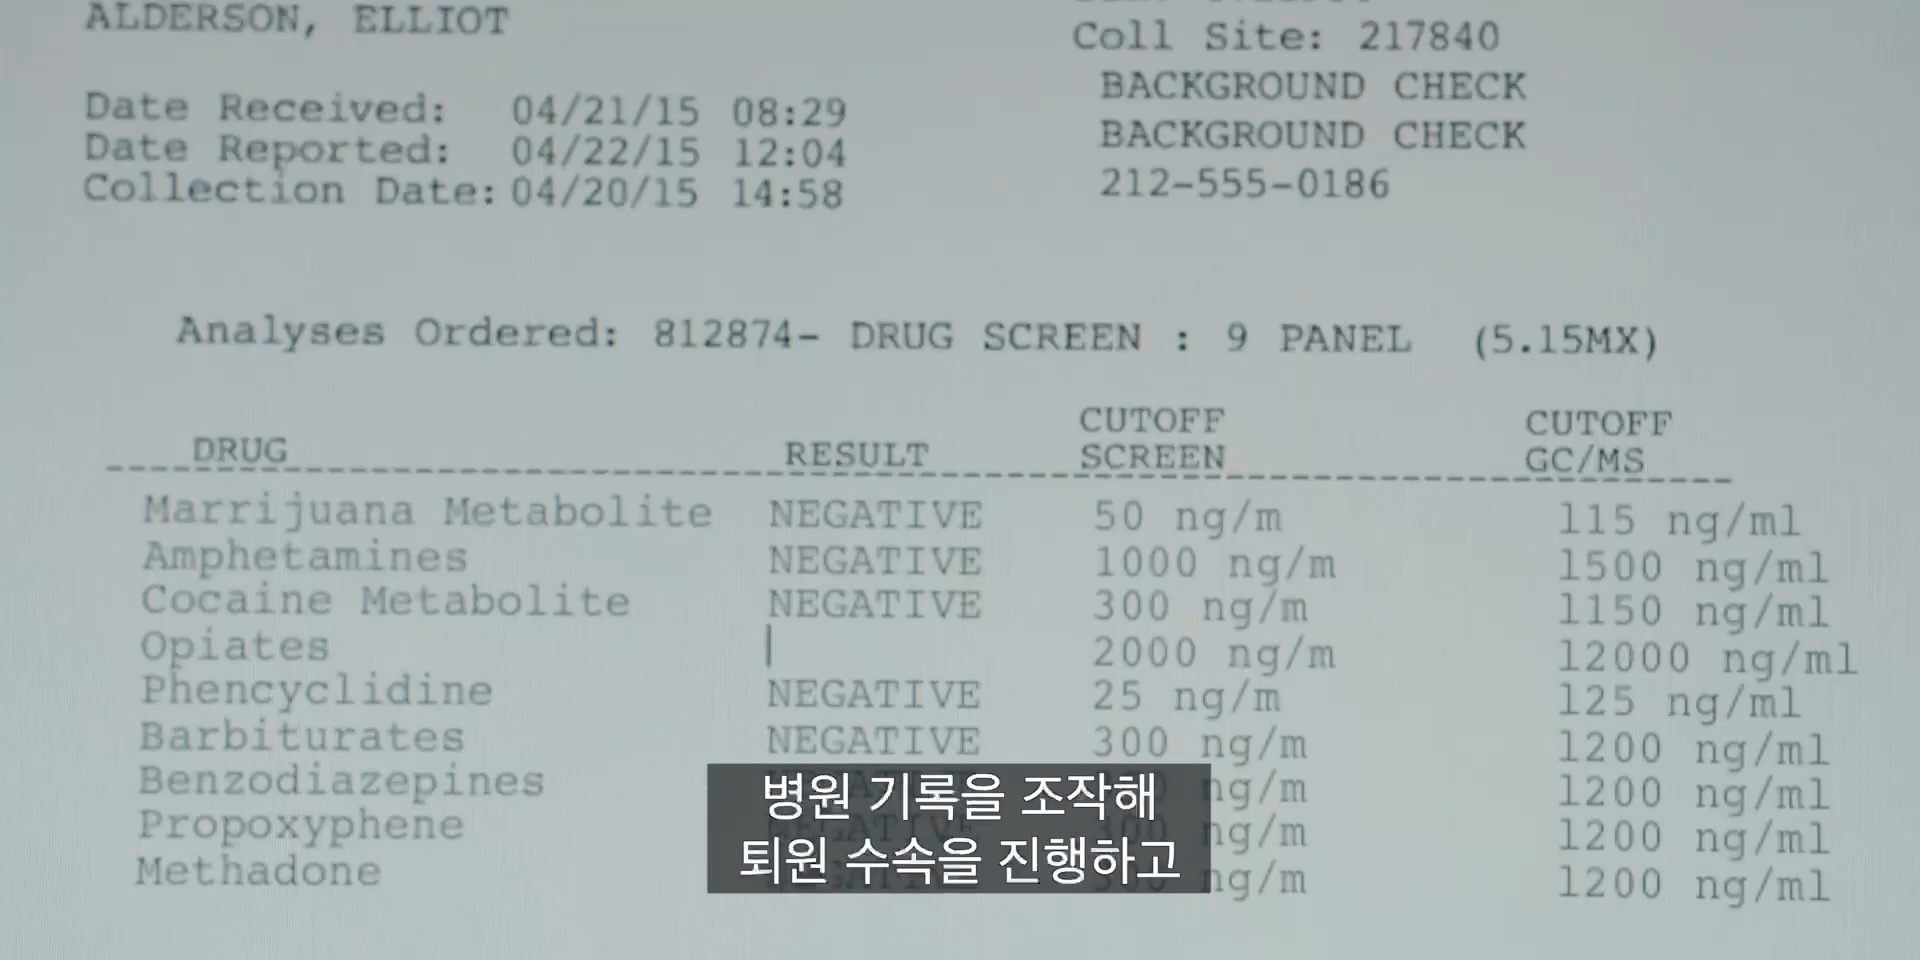 ALDERSON, ELLIOT
Coll Site: 217840
BACKGROUND CHECK
Date Received: 04/21/15 08:29
BACKGROUND CHECK
Date Reported: 04/22/15 12:04
212-555-0186
Collection Date: 04/20/15 14:58
Analyses Ordered: 812874- DRUG SCREEN : 9 PANEL (5.15MX)
DRUG RESULT CUTOFF SCREEN CUTOFF GC/MS
Marrijuana Metabolite NEGATIVE 50 ng/m 115 ng/ml
Amphetamines NEGATIVE 1000 ng/m 1500 ng/ml
Cocaine Metabolite NEGATIVE 300 ng/m 1150 ng/ml
Opiates 2000 ng/m 12000 ng/ml
Phencyclidine NEGATIVE 25 ng/m 125 ng/ml
Barbiturates NEGATIVE 300 ng/m 1200 ng/ml
Benzodiazepines ng/m 1200 ng/ml
Propoxyphene ng/m 1200 ng/ml
Methadone ng/m 1200 ng/ml
병원 기록을 조작해
퇴원 수속을 진행하고